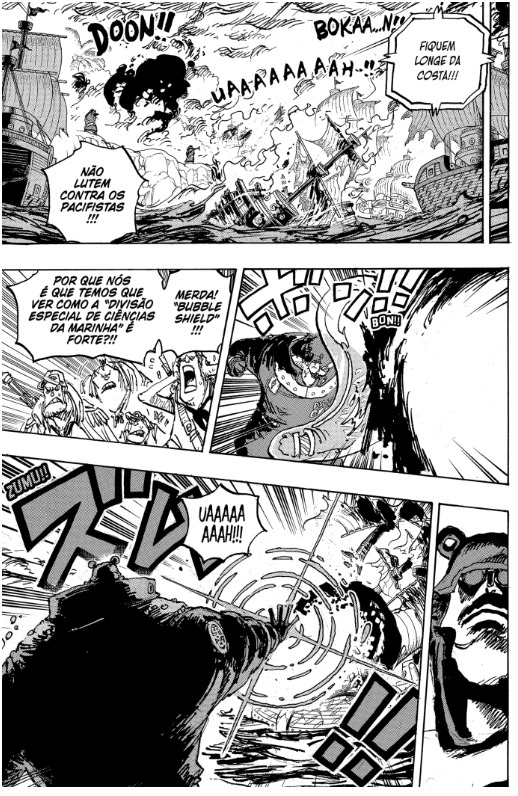 DOON!!
BOKAA...N!!
FIQUEM
LONGE DA
COSTA!!!
UAAAAAAAAH...!!
NÃO
LUTEM
CONTRA OS
PACIFISTAS
!!!
POR QUE NÓS
É QUE TEMOS QUE
VER COMO A "DIVISÃO
ESPECIAL DE CIÊNCIAS
DA MARINHA" É
FORTE?!!
MERDA!
"BUBBLE
SHIELD"
!!!
BON!!
ZUMU!!
UAAAAA
AAAH!!!